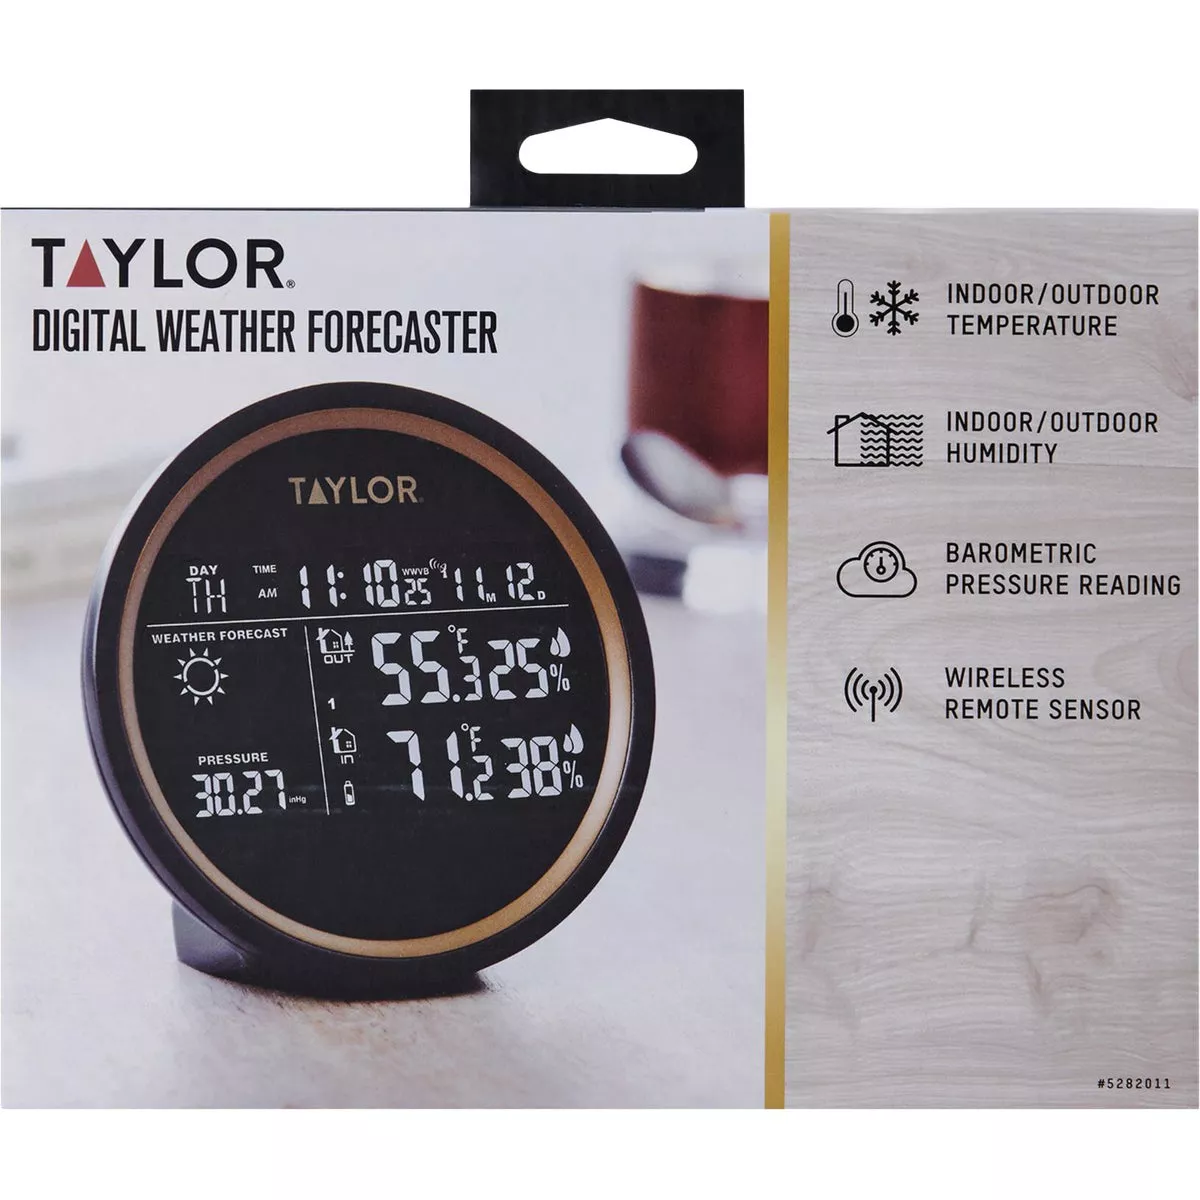 TAYLOR®
DIGITAL WEATHER FORECASTER
TAYLOR®
DAY TIME
TH AM 11:10 25 WWVB 11 M 12 D
WEATHER FORECAST
OUT 55.3 °F 25 %
1
PRESSURE
30.27 inHg
IN 71.2 °F 38 %
INDOOR/OUTDOOR
TEMPERATURE
INDOOR/OUTDOOR
HUMIDITY
BAROMETRIC
PRESSURE READING
WIRELESS
REMOTE SENSOR
#5282011